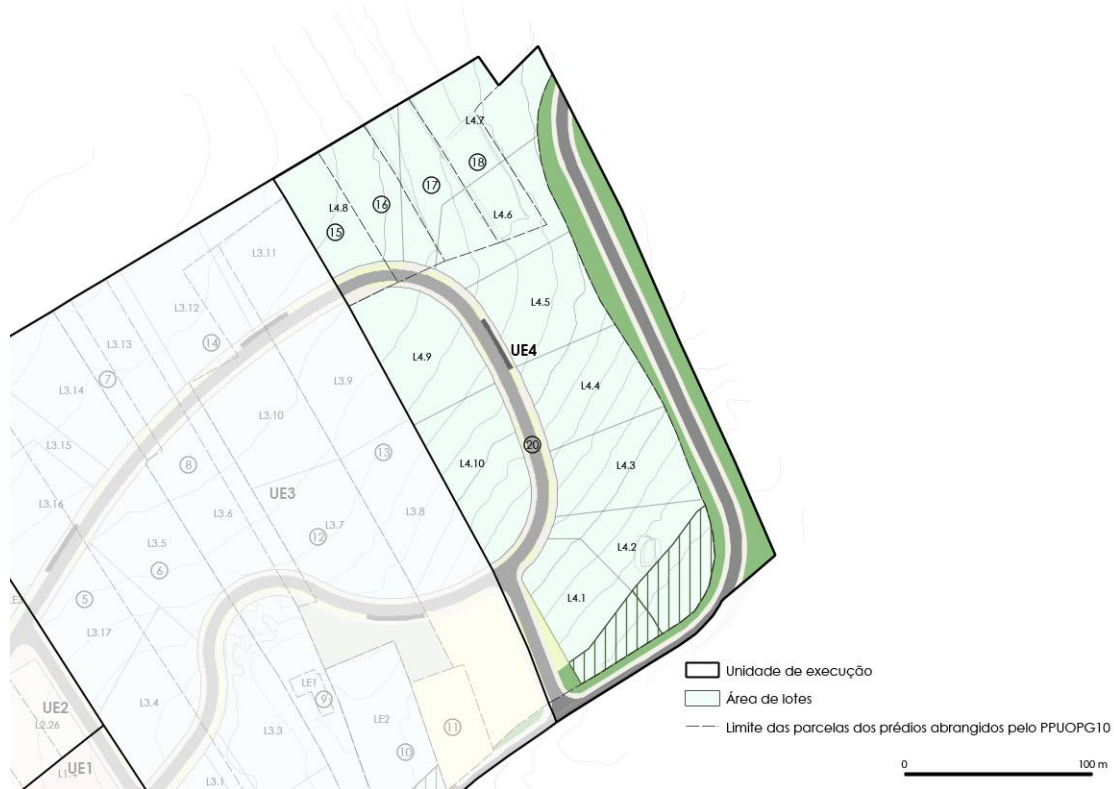 L4.7
18
17
16
L4.8
L4.6
15
L3.11
L3.12
L4.5
14
L3.13
UE4
7
L4.9
L3.14
L3.9
L4.4
L3.10
20
L3.15
13
8
L4.10
L4.3
UE3
L3.16
L3.6
L3.7
L3.8
12
L3.5
L4.2
6
5
L4.1
L3.17
LE1
9
L3.4
UE2
LE2
11
L2.26
L3.3
10
UE1
L3.1
Unidade de execução
Área de lotes
Limite das parcelas dos prédios abrangidos pelo PPUOPG10
0 100 m